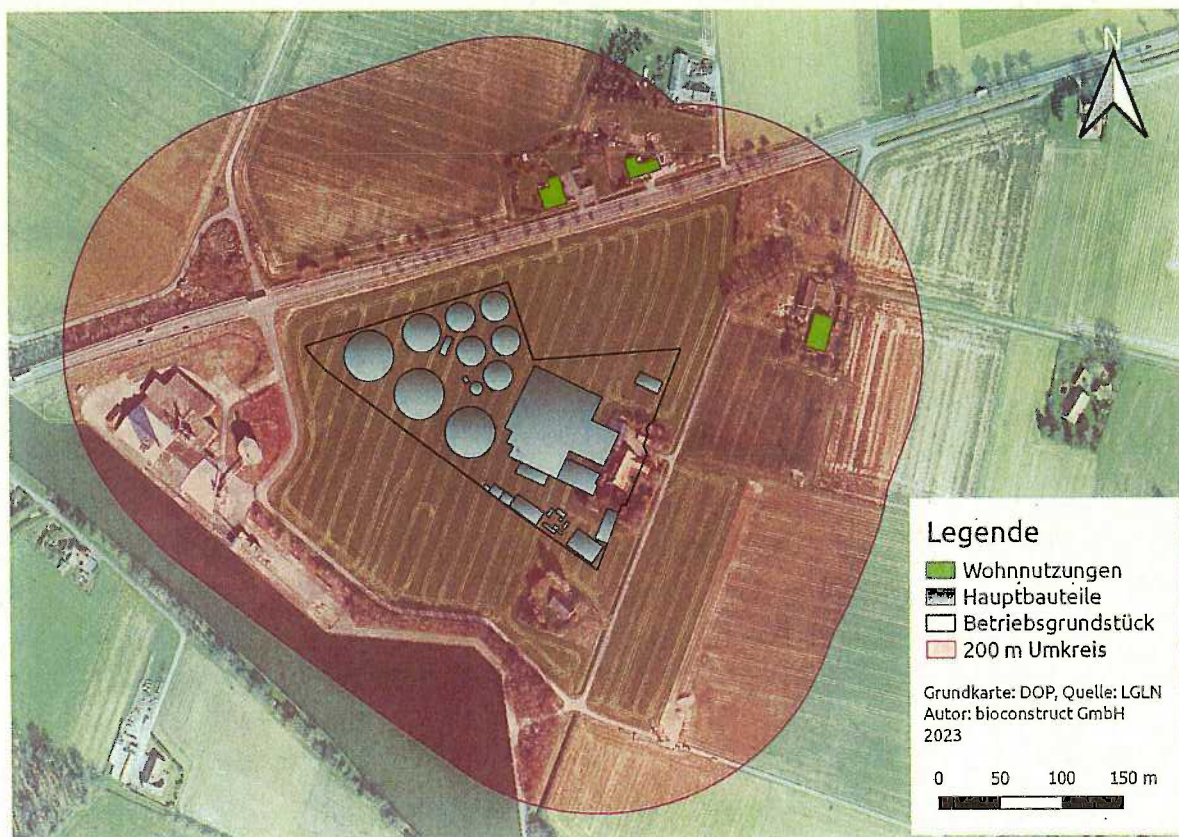 N
Legende
Wohnnutzungen
Hauptbauteile
Betriebsgrundstück
200 m Umkreis
Grundkarte: DOP, Quelle: LGLN
Autor: bioconstruct GmbH
2023
0 50 100 150 m